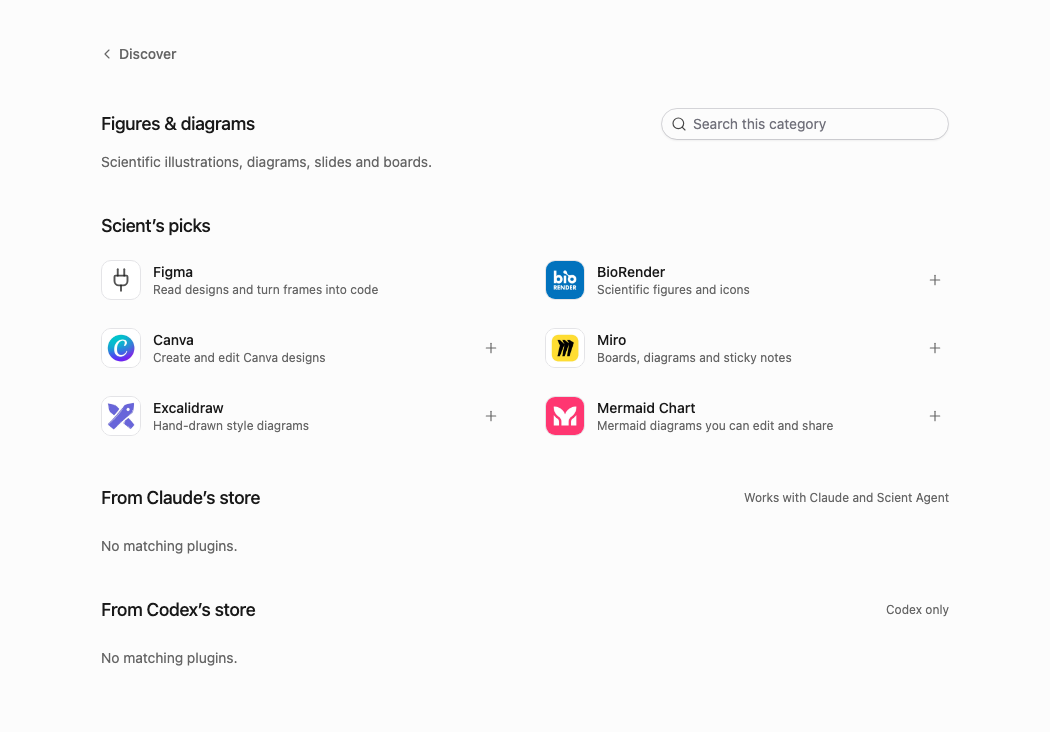 Discover
Figures & diagrams
Search this category
Scientific illustrations, diagrams, slides and boards.
Scient's picks
Figma
Read designs and turn frames into code
bio
RENDER
BioRender
Scientific figures and icons
Canva
Create and edit Canva designs
Miro
Boards, diagrams and sticky notes
Excalidraw
Hand-drawn style diagrams
Mermaid Chart
Mermaid diagrams you can edit and share
From Claude's store
Works with Claude and Scient Agent
No matching plugins.
From Codex's store
Codex only
No matching plugins.